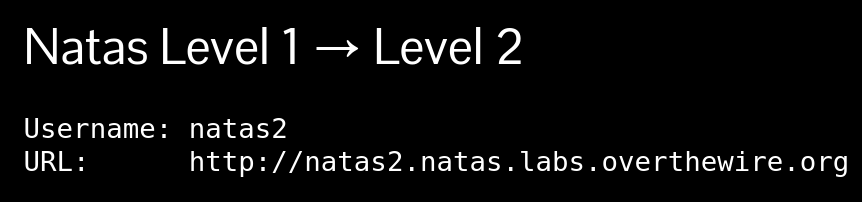 Natas Level 1 → Level 2
Username: natas2
URL:      http://natas2.natas.labs.overthewire.org